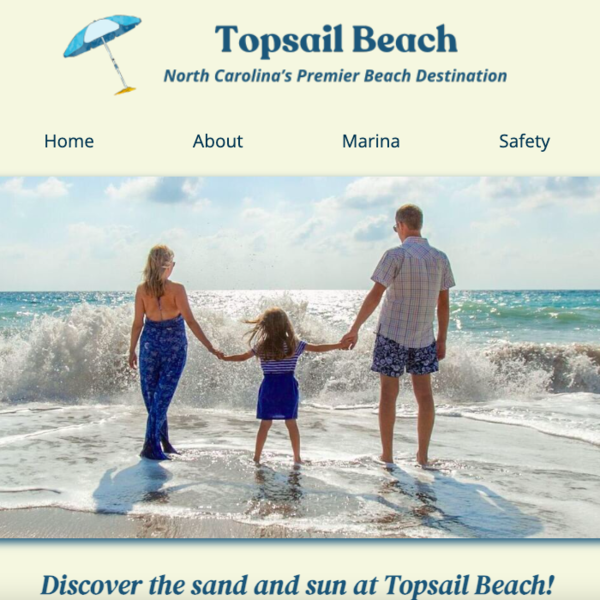 Topsail Beach
North Carolina's Premier Beach Destination
Home About Marina Safety
Discover the sand and sun at Topsail Beach!